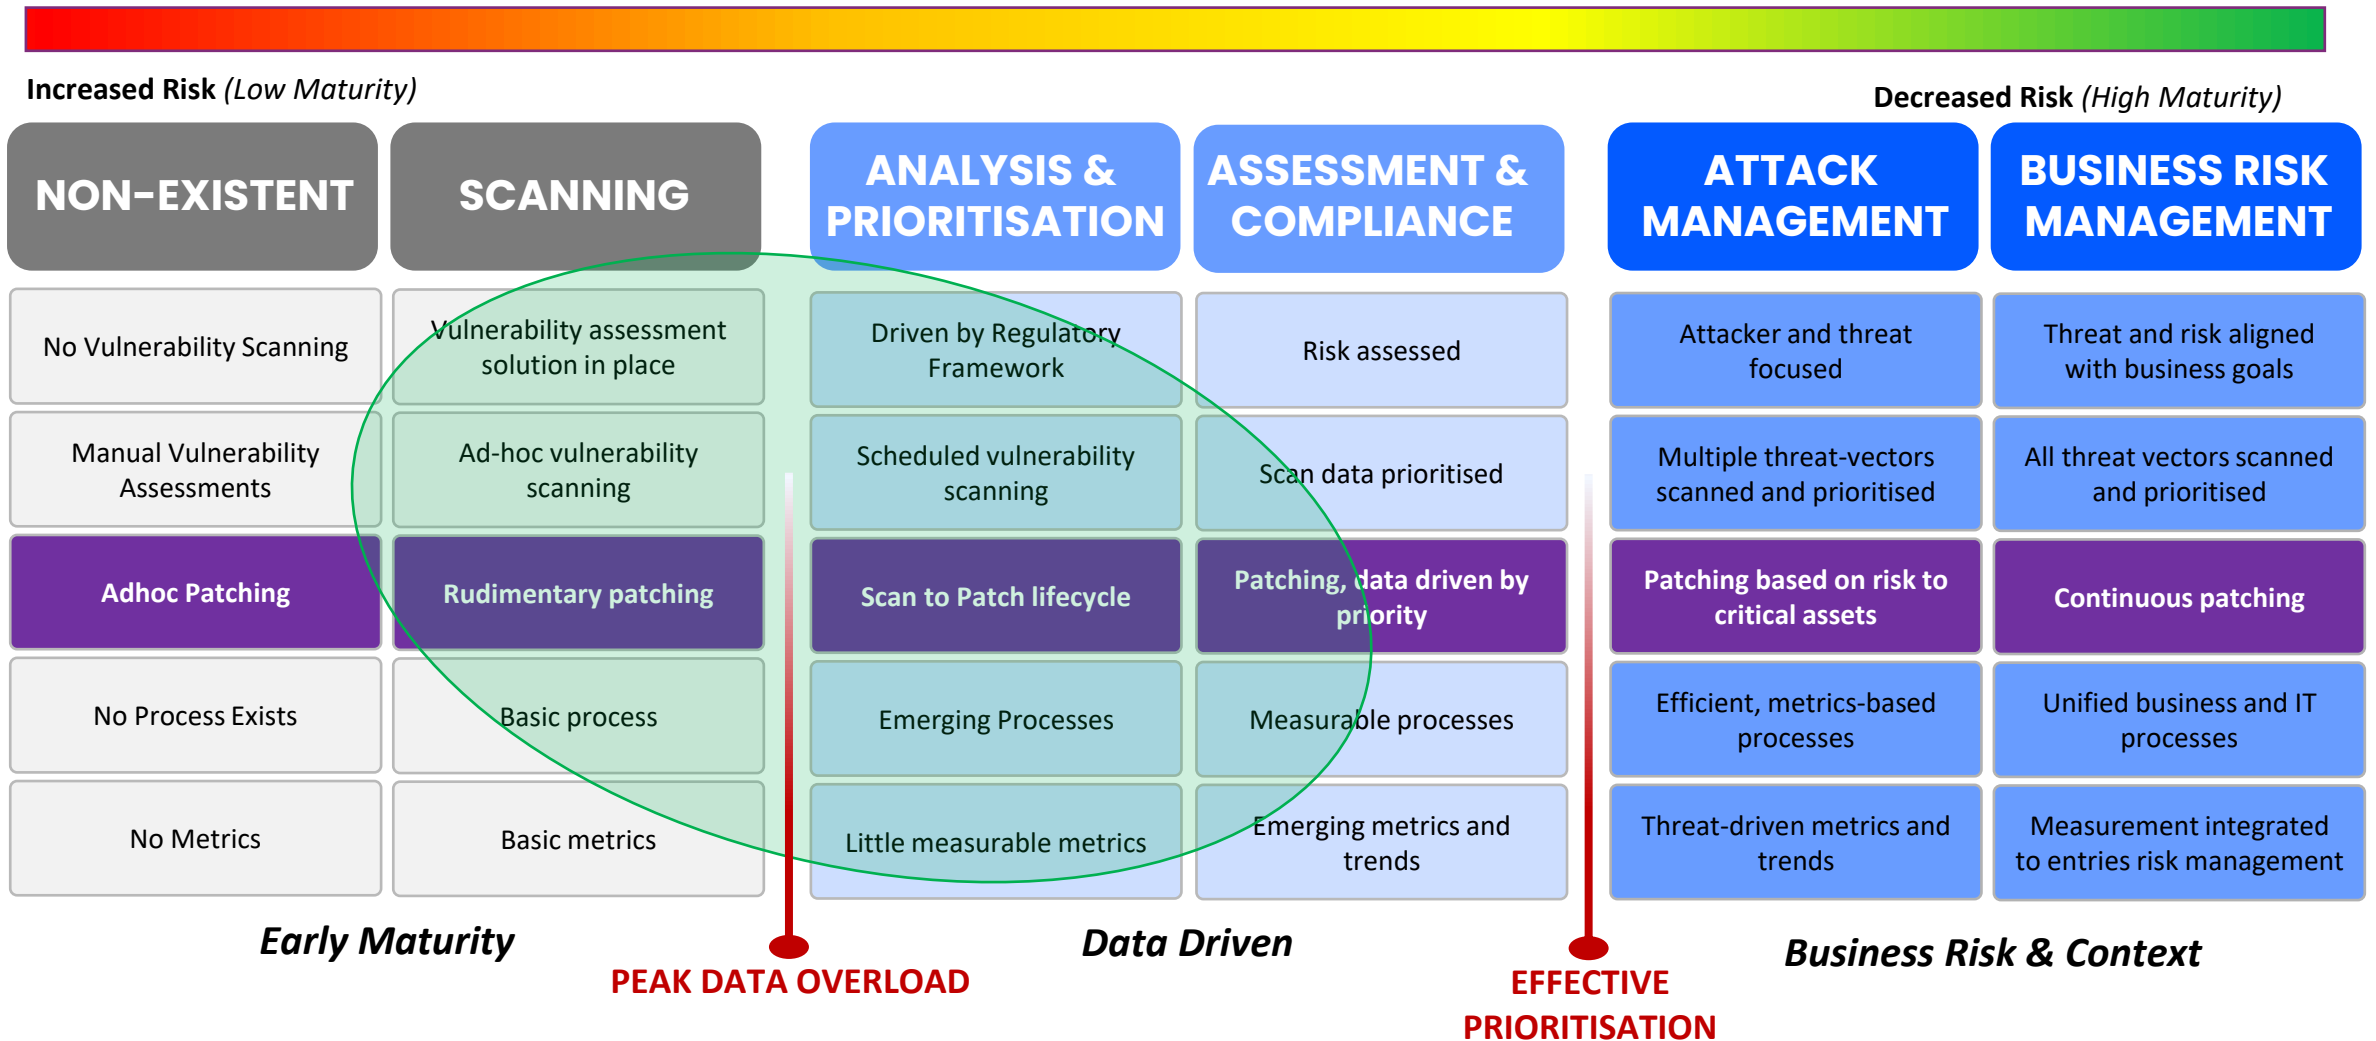 Increased Risk (Low Maturity)
Decreased Risk (High Maturity)
NON-EXISTENT
SCANNING
ANALYSIS &
PRIORITISATION
ASSESSMENT &
COMPLIANCE
ATTACK
MANAGEMENT
BUSINESS RISK
MANAGEMENT
No Vulnerability Scanning
Vulnerability assessment
solution in place
Driven by Regulatory
Framework
Risk assessed
Attacker and threat
focused
Threat and risk aligned
with business goals
Manual Vulnerability
Assessments
Ad-hoc vulnerability
scanning
Scheduled vulnerability
scanning
Scan data prioritised
Multiple threat-vectors
scanned and prioritised
All threat vectors scanned
and prioritised
Adhoc Patching
Rudimentary patching
Scan to Patch lifecycle
Patching, data driven by
priority
Patching based on risk to
critical assets
Continuous patching
No Process Exists
Basic process
Emerging Processes
Measurable processes
Efficient, metrics-based
processes
Unified business and IT
processes
No Metrics
Basic metrics
Little measurable metrics
Emerging metrics and
trends
Threat-driven metrics and
trends
Measurement integrated
to entries risk management
Early Maturity
Data Driven
Business Risk & Context
PEAK DATA OVERLOAD
EFFECTIVE
PRIORITISATION